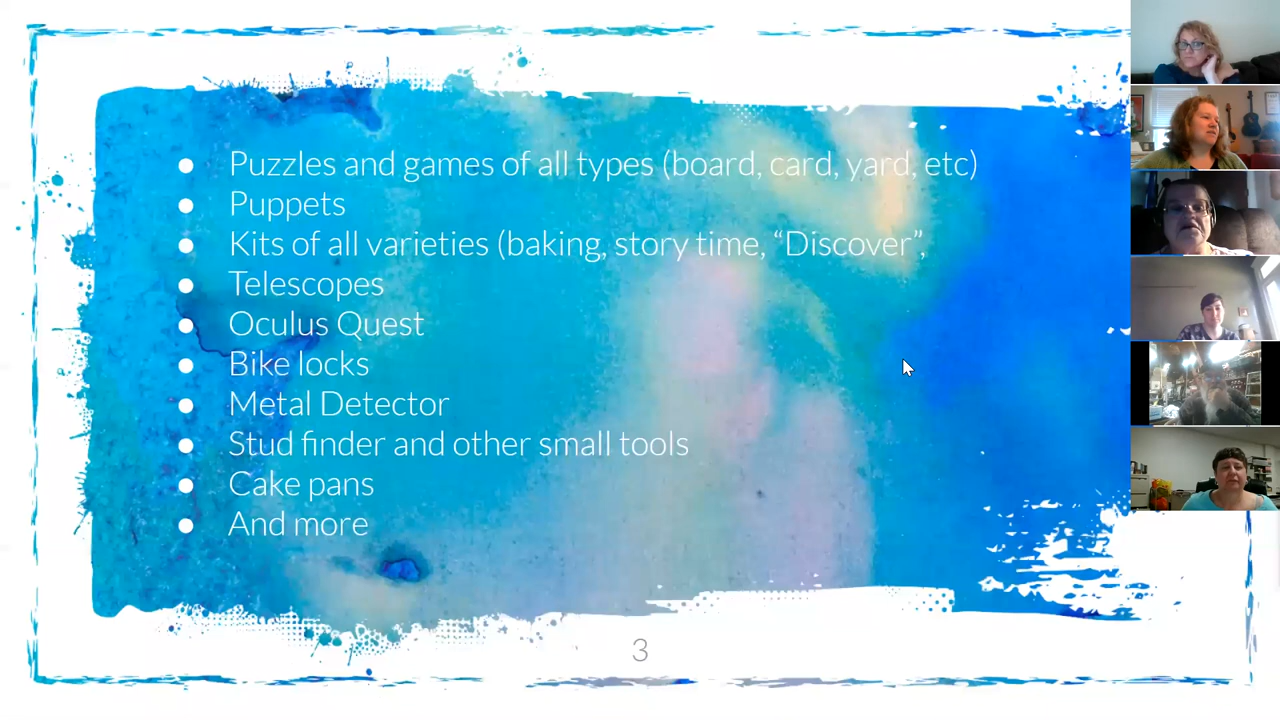 ● Puzzles and games of all types (board, card, yard, etc)
● Puppets
● Kits of all varieties (baking, story time, “Discover”,
● Telescopes
● Oculus Quest
● Bike locks
● Metal Detector
● Stud finder and other small tools
● Cake pans
● And more
3